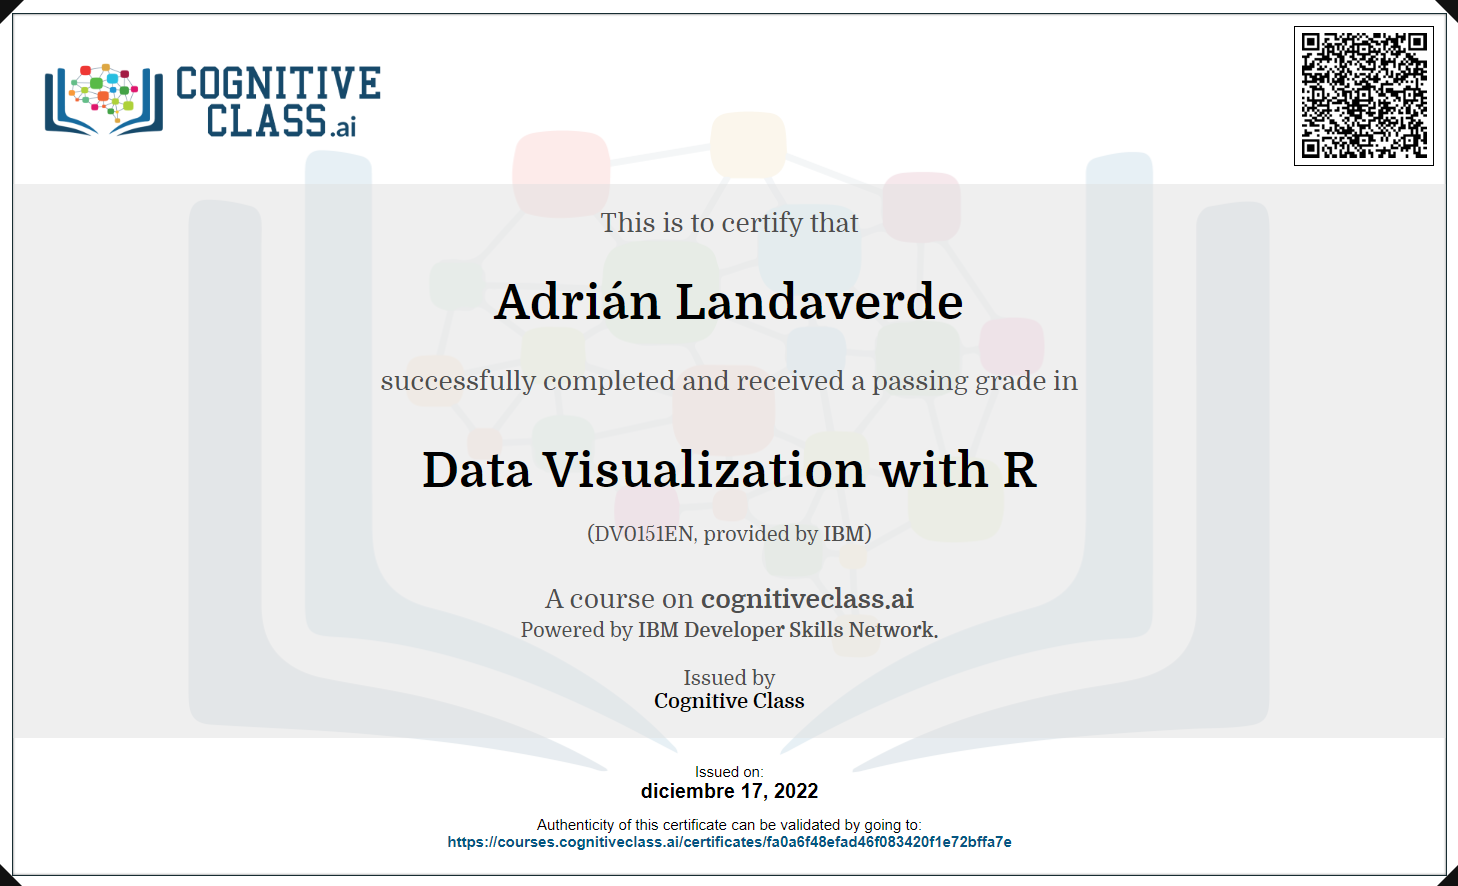 COGNITIVE
CLASS.ai
This is to certify that
Adrián Landaverde
successfully completed and received a passing grade in
Data Visualization with R
(DV0151EN, provided by IBM)
A course on cognitiveclass.ai
Powered by IBM Developer Skills Network.
Issued by
Cognitive Class
Issued on:
diciembre 17, 2022
Authenticity of this certificate can be validated by going to:
https://courses.cognitiveclass.ai/certificates/fa0a6f48efad46f083420f1e72bffa7e